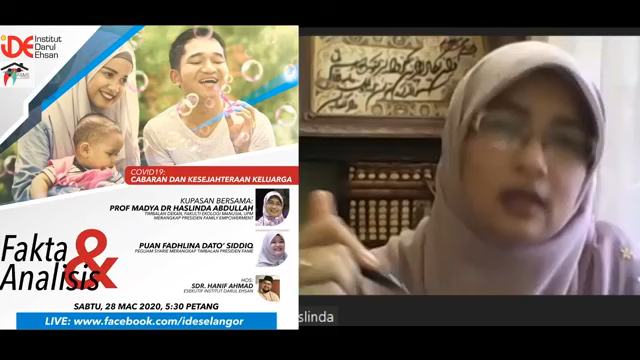 iDE Institut
Darul
Ehsan
COVID19:
CABARAN DAN KESEJAHTERAAN KELUARGA
KUPASAN BERSAMA:
PROF MADYA DR HASLINDA ABDULLAH
TIMBALAN DEKAN, FAKULTI EKOLOGI MANUSIA, UPM
MERANGKAP PRESIDEN FAMILY EMPOWERMENT
PUAN FADHLINA DATO' SIDDIQ
PEGUAM SYARIE MERANGKAP TIMBALAN PRESIDEN FAME
HOS:
SDR. HANIF AHMAD
ESEKUTIF INSTITUT DARUL EHSAN
Fakta &
Analisis
SABTU, 28 MAC 2020, 5:30 PETANG
LIVE: www.facebook.com/ideselangor
slinda